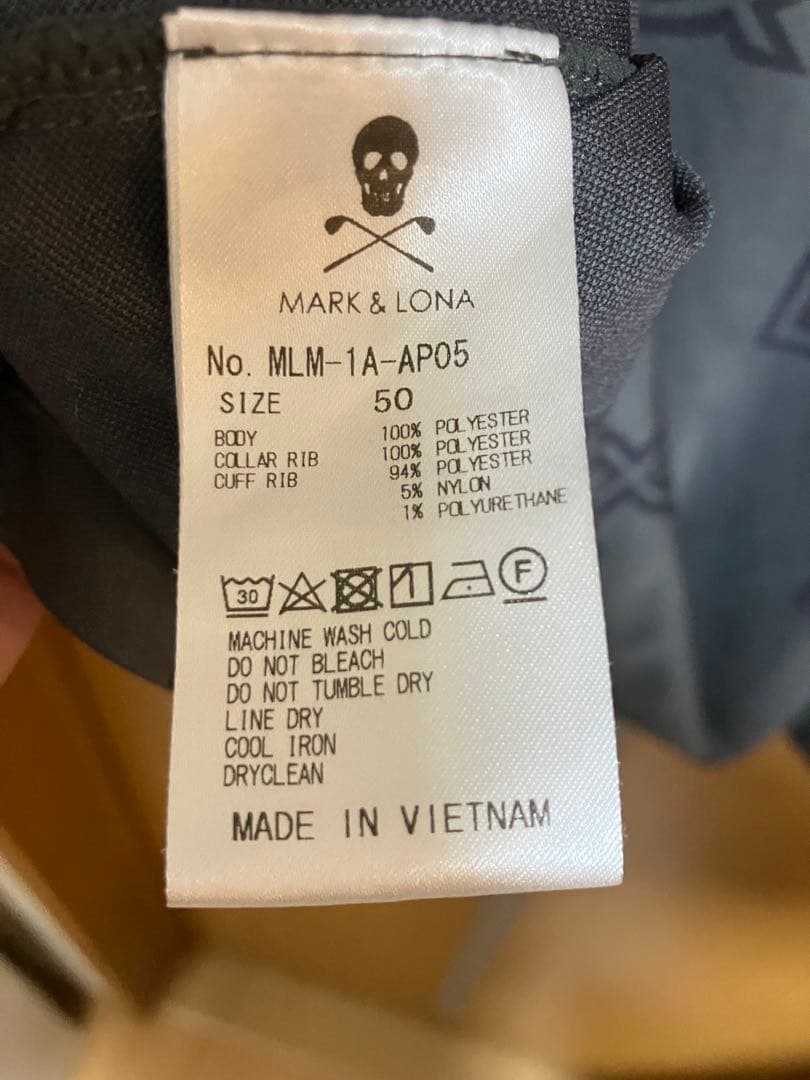 MARK & LONA
No. MLM-1A-AP05
SIZE 50
BODY 100% POLYESTER
COLLAR RIB 100% POLYESTER
CUFF RIB 94% POLYESTER
5% NYLON
1% POLYURETHANE
30 F
MACHINE WASH COLD
DO NOT BLEACH
DO NOT TUMBLE DRY
LINE DRY
COOL IRON
DRYCLEAN
MADE IN VIETNAM